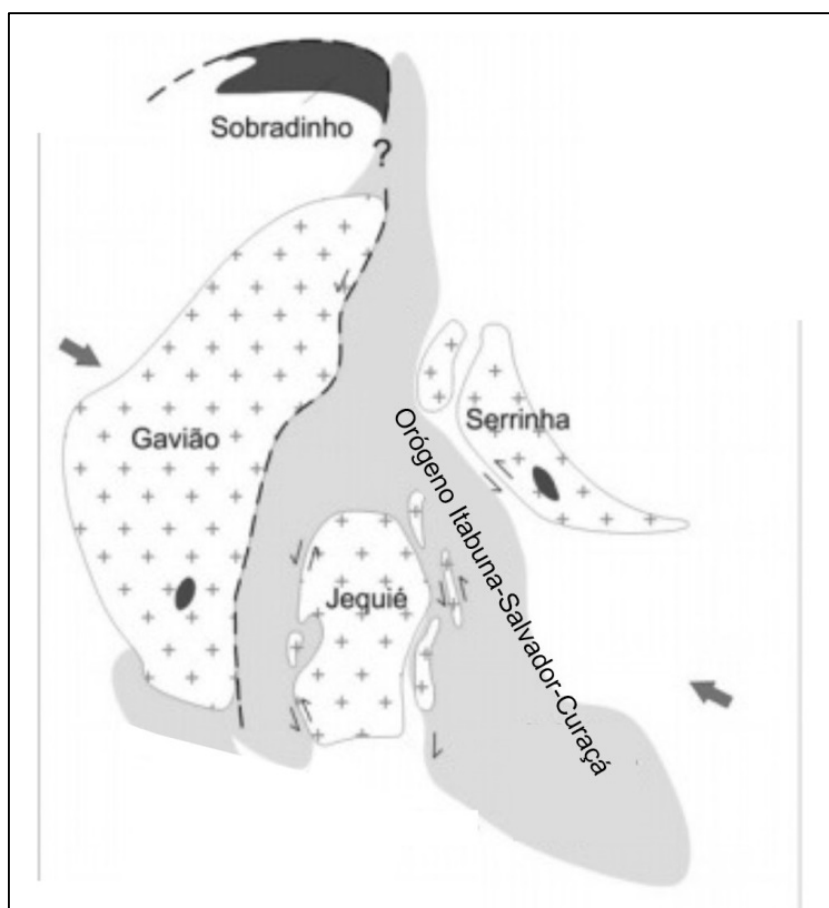 Sobradinho
?
Gavião
Serrinha
Orógeno Itabuna-Salvador-Curaçá
Jequié